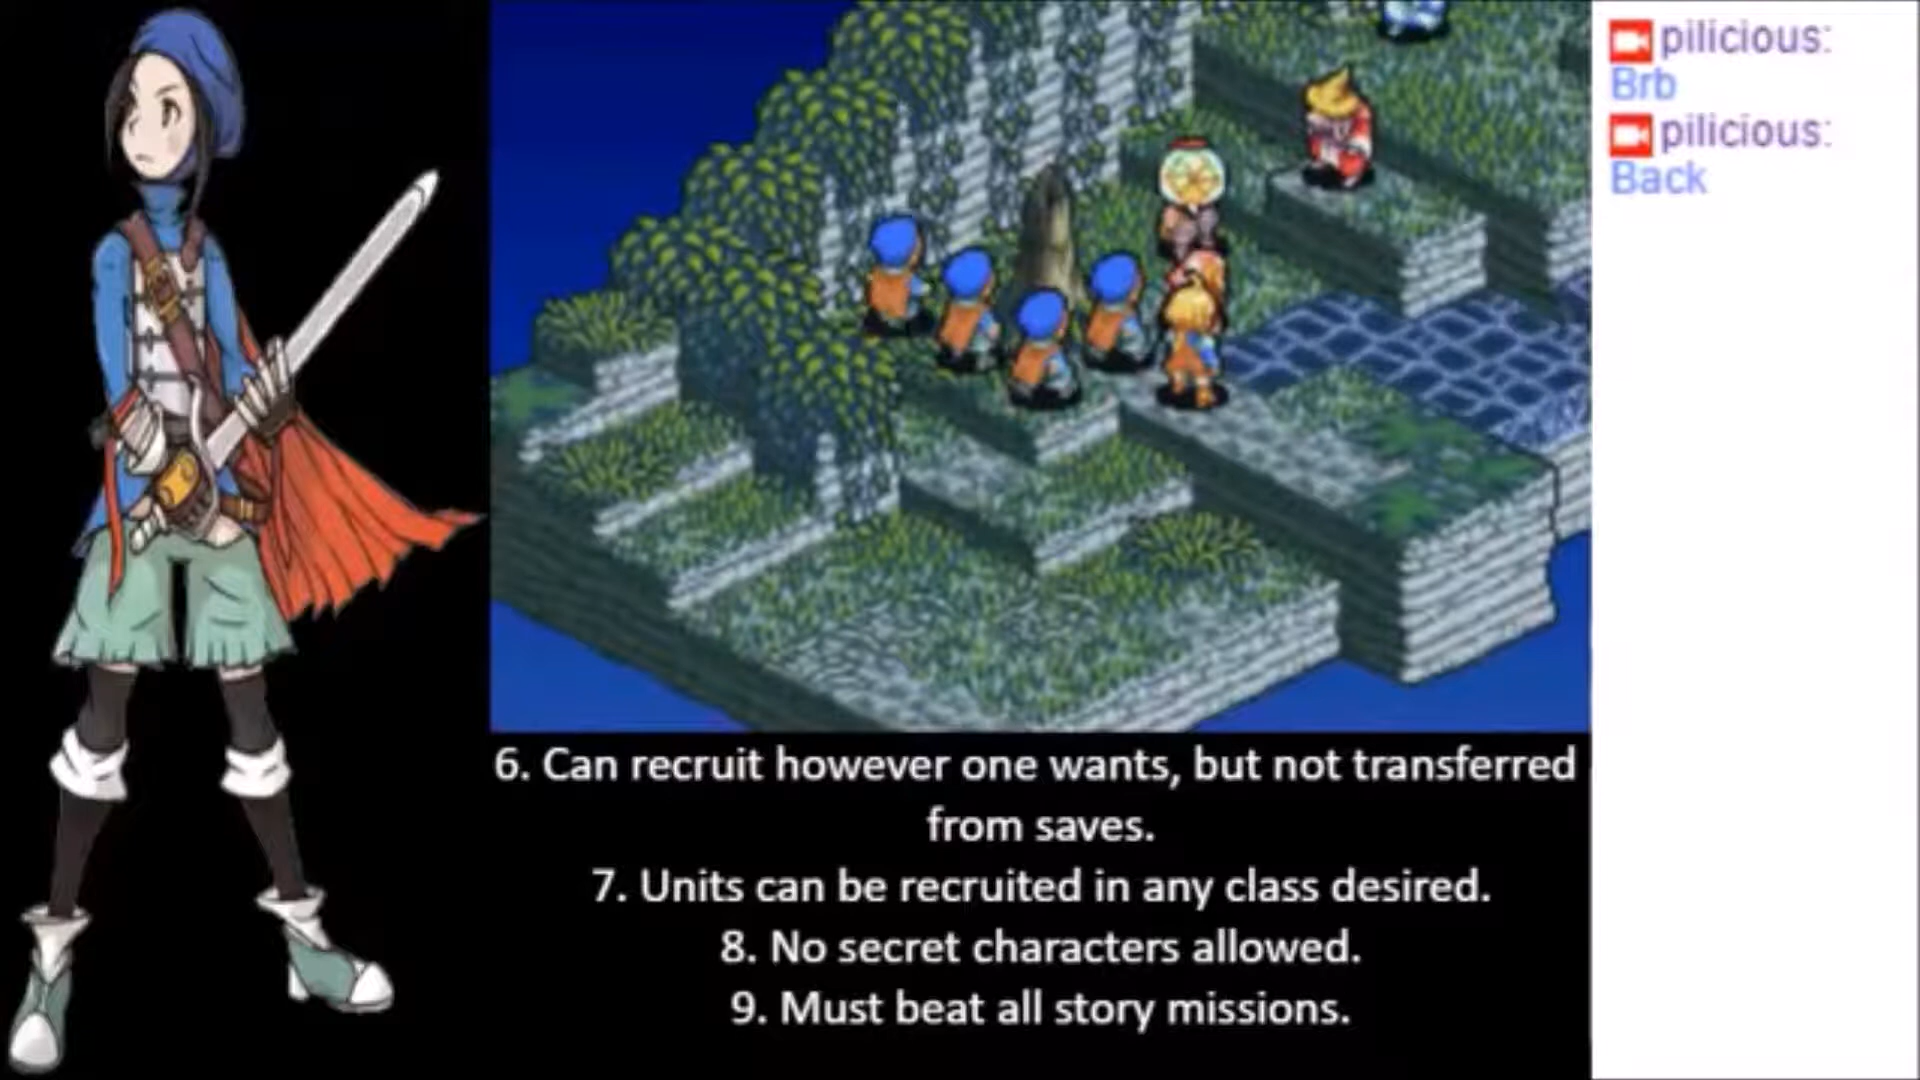 pilicious:
Brb
pilicious:
Back
6. Can recruit however one wants, but not transferred
from saves.
7. Units can be recruited in any class desired.
8. No secret characters allowed.
9. Must beat all story missions.